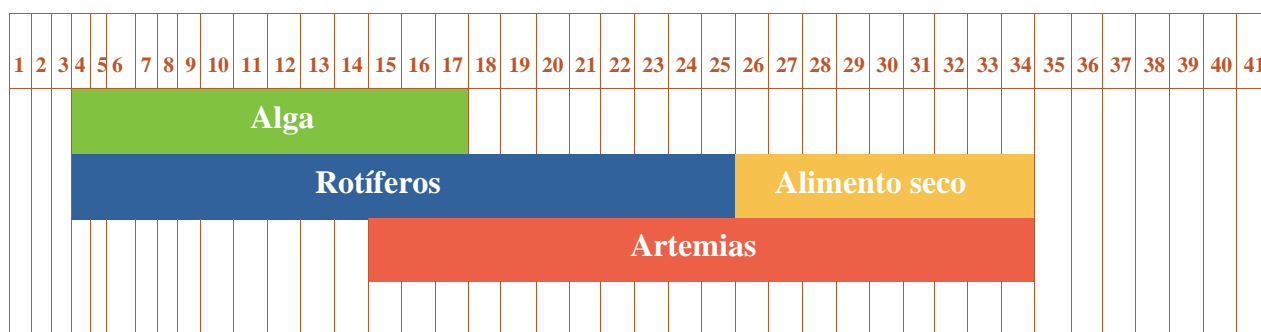 1 2 3 4 5 6 7 8 9 10 11 12 13 14 15 16 17 18 19 20 21 22 23 24 25 26 27 28 29 30 31 32 33 34 35 36 37 38 39 40 41
Alga
Rotíferos Alimento seco
Artemias